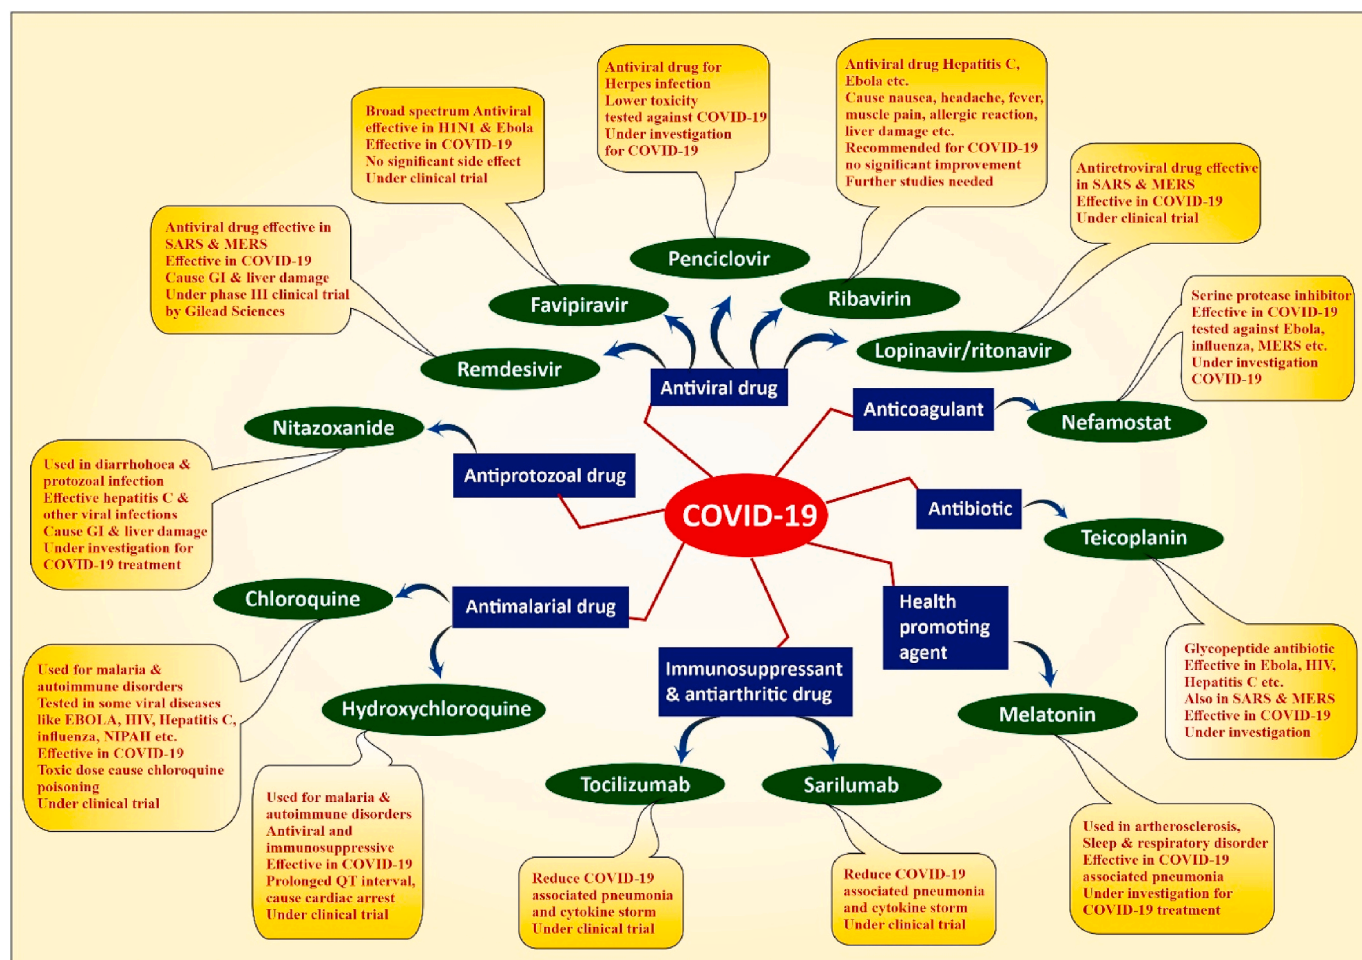 Antiviral drug for
Herpes infection
Lower toxicity
tested against COVID-19
Under investigation
for COVID-19
Antiviral drug Hepatitis C,
Ebola etc.
Cause nausea, headache, fever,
muscle pain, allergic reaction,
liver damage etc.
Recommended for COVID-19
no significant improvement
Further studies needed
Broad spectrum Antiviral
effective in H1N1 & Ebola
Effective in COVID-19
No significant side effect
Under clinical trial
Antiretroviral drug effective
in SARS & MERS
Effective in COVID-19
Under clinical trial
Antiviral drug effective in
SARS & MERS
Effective in COVID-19
Cause GI & liver damage
Under phase III clinical trial
by Gilead Sciences
Serine protease inhibitor
Effective in COVID-19
tested against Ebola,
influenza, MERS etc.
Under investigation
COVID-19
Penciclovir
Favipiravir
Ribavirin
Remdesivir
Lopinavir/ritonavir
Antiviral drug
Anticoagulant
Nefamostat
Nitazoxanide
Antiprotozoal drug
Used in diarrhohoca &
protozoal infection
Effective hepatitis C &
other viral infections
Cause GI & liver damage
Under investigation for
COVID-19 treatment
COVID-19
Antibiotic
Teicoplanin
Chloroquine
Antimalarial drug
Health
promoting
agent
Glycopeptide antibiotic
Effective in Ebola, HIV,
Hepatitis C etc.
Also in SARS & MERS
Effective in COVID-19
Under investigation
Used for malaria &
autoimmune disorders
Tested in some viral diseases
like EBOLA, HIV, Hepatitis C,
influenza, NIPAH etc.
Effective in COVID-19
Toxic dose cause chloroquine
poisoning
Under clinical trial
Hydroxychloroquine
Immunosuppressant
& antiarthritic drug
Melatonin
Tocilizumab
Sarilumab
Used for malaria &
autoimmune disorders
Antiviral and
immunosuppressive
Effective in COVID-19
Prolonged QT interval,
cause cardiac arrest
Under clinical trial
Reduce COVID-19
associated pneumonia
and cytokine storm
Under clinical trial
Reduce COVID-19
associated pneumonia
and cytokine storm
Under clinical trial
Used in artherosclerosis,
Sleep & respiratory disorder
Effective in COVID-19
associated pneumonia
Under investigation for
COVID-19 treatment